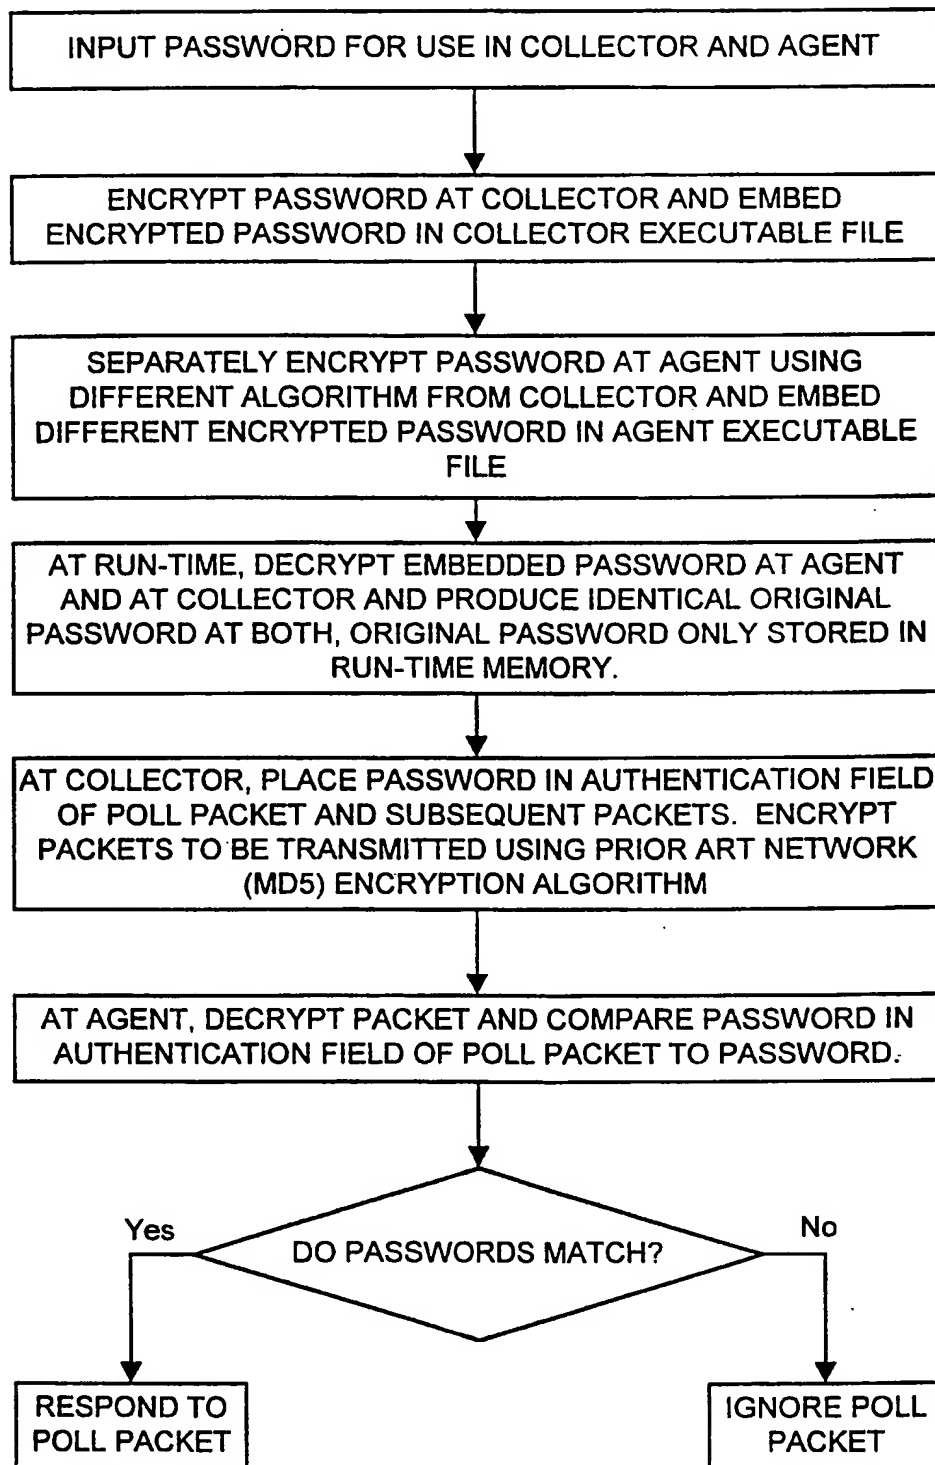 INPUT PASSWORD FOR USE IN COLLECTOR AND AGENT
ENCRYPT PASSWORD AT COLLECTOR AND EMBED
ENCRYPTED PASSWORD IN COLLECTOR EXECUTABLE FILE
SEPARATELY ENCRYPT PASSWORD AT AGENT USING
DIFFERENT ALGORITHM FROM COLLECTOR AND EMBED
DIFFERENT ENCRYPTED PASSWORD IN AGENT EXECUTABLE
FILE
AT RUN-TIME, DECRYPT EMBEDDED PASSWORD AT AGENT
AND AT COLLECTOR AND PRODUCE IDENTICAL ORIGINAL
PASSWORD AT BOTH, ORIGINAL PASSWORD ONLY STORED IN
RUN-TIME MEMORY.
AT COLLECTOR, PLACE PASSWORD IN AUTHENTICATION FIELD
OF POLL PACKET AND SUBSEQUENT PACKETS. ENCRYPT
PACKETS TO BE TRANSMITTED USING PRIOR ART NETWORK
(MD5) ENCRYPTION ALGORITHM
AT AGENT, DECRYPT PACKET AND COMPARE PASSWORD IN
AUTHENTICATION FIELD OF POLL PACKET TO PASSWORD.
Yes
No
DO PASSWORDS MATCH?
RESPOND TO
POLL PACKET
IGNORE POLL
PACKET